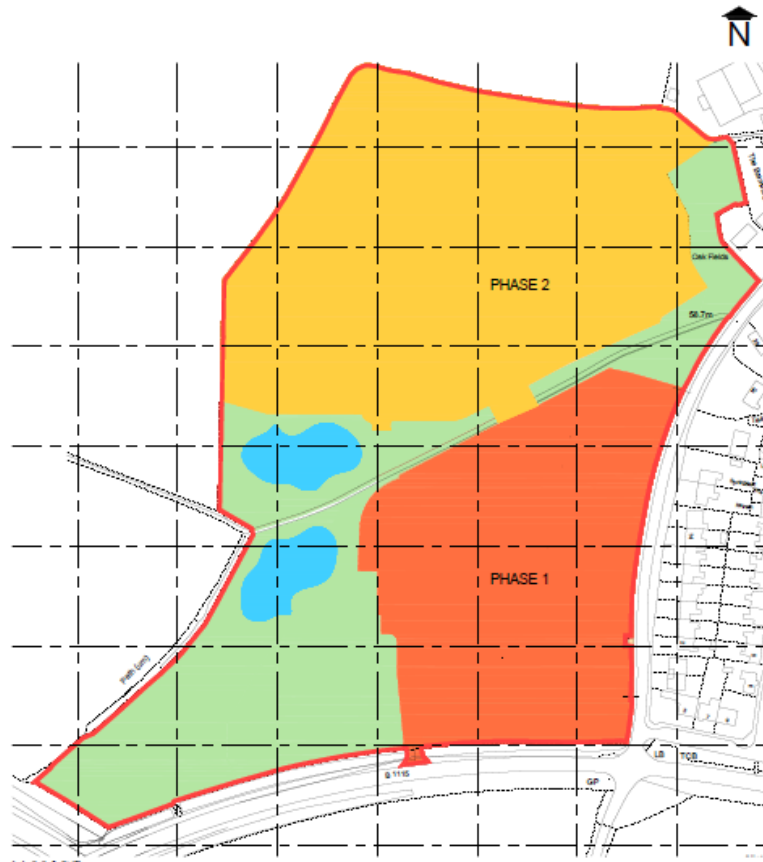 N
Oak Fields
PHASE 2
58.7m
PHASE 1
Path (um)
LB
TCB
B 1115
GP